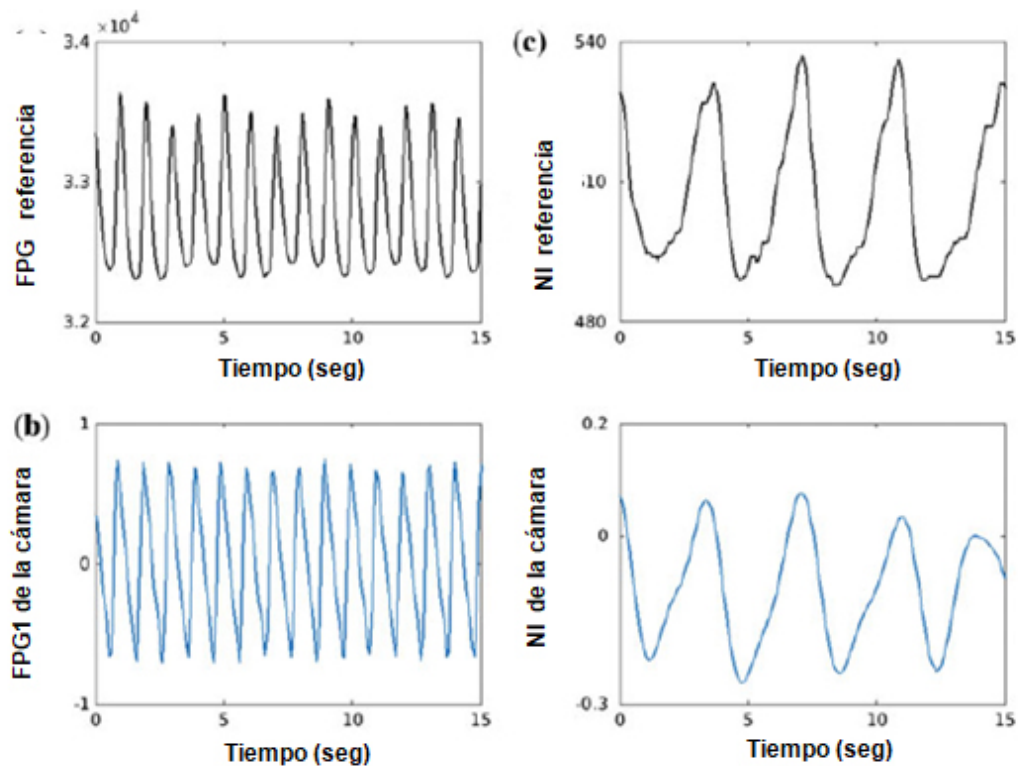 ×10⁴
3.4
3.3
3.2
0
5
10
15
FPG referencia
Tiempo (seg)
(c)
540
10
480
0
5
10
15
NI referencia
Tiempo (seg)
(b)
1
0
-1
0
5
10
15
FPG1 de la cámara
Tiempo (seg)
0.2
0
-0.3
0
5
10
15
NI de la cámara
Tiempo (seg)